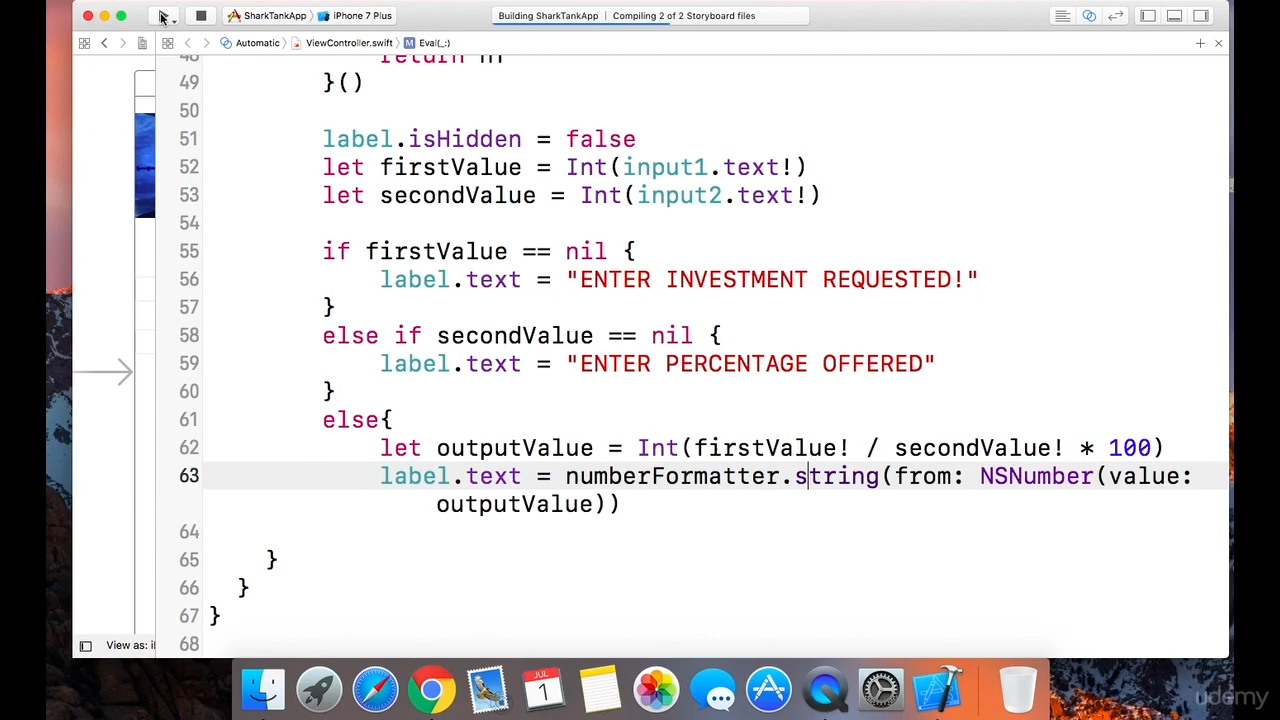 SharkTankApp iPhone 7 Plus Building SharkTankApp | Compiling 2 of 2 Storyboard files
Automatic ViewController.swift M Eval(_:)
48 return nf
49 }()
50
51 label.isHidden = false
52 let firstValue = Int(input1.text!)
53 let secondValue = Int(input2.text!)
54
55 if firstValue == nil {
56 label.text = "ENTER INVESTMENT REQUESTED!"
57 }
58 else if secondValue == nil {
59 label.text = "ENTER PERCENTAGE OFFERED"
60 }
61 else{
62 let outputValue = Int(firstValue! / secondValue! * 100)
63 label.text = numberFormatter.string(from: NSNumber(value:
outputValue))
64
65 }
66 }
67 }
68
View as: i
JUL
1
udemy